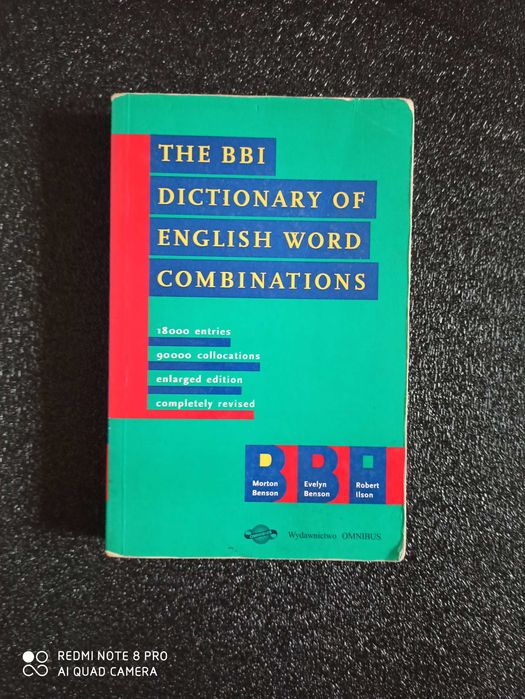 THE BBI
DICTIONARY OF
ENGLISH WORD
COMBINATIONS
18000 entries
90000 collocations
enlarged edition
completely revised
BBI
Morton Benson
Evelyn Benson
Robert Ilson
Wydawnictwo OMNIBUS
REDMI NOTE 8 PRO
AI QUAD CAMERA